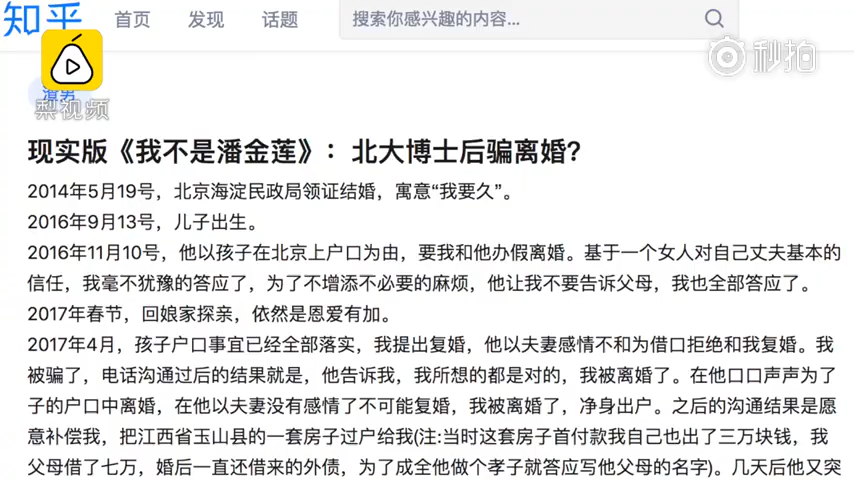 知乎 首页 发现 话题 搜索你感兴趣的内容...
秒拍
渣男
梨视频
现实版《我不是潘金莲》：北大博士后骗离婚？
2014年5月19号，北京海淀民政局领证结婚，寓意“我要久”。
2016年9月13号，儿子出生。
2016年11月10号，他以孩子在北京上户口为由，要我和他办假离婚。基于一个女人对自己丈夫基本的
信任，我毫不犹豫的答应了，为了不增添不必要的麻烦，他让我不要告诉父母，我也全部答应了。
2017年春节，回娘家探亲，依然是恩爱有加。
2017年4月，孩子户口事宜已经全部落实，我提出复婚，他以夫妻感情不和为借口拒绝和我复婚。我
被骗了，电话沟通过后的结果就是，他告诉我，我所想的都是对的，我被离婚了。在他口口声声为了
子的户口中离婚，在他以夫妻没有感情了不可能复婚，我被离婚了，净身出户。之后的沟通结果是愿
意补偿我，把江西省玉山县的一套房子过户给我(注:当时这套房子首付款我自己也出了三万块钱，我
父母借了七万，婚后一直还借来的外债，为了成全他做个孝子就答应写他父母的名字)。几天后他又突